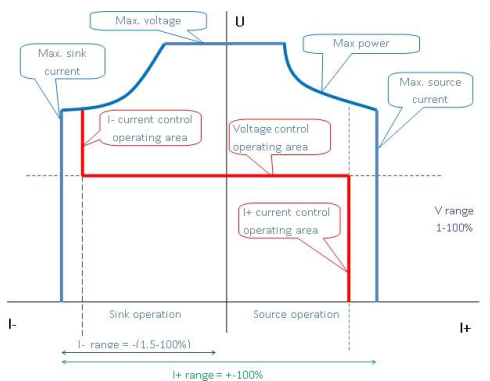 Max. voltage
U
Max. sink
current
Max power
Max. source
current
I- current control
operating area
Voltage control
operating area
I+ current control
operating area
V range
1-100%
Sink operation
Source operation
I-
I+
I- range = -(1.5-100%)
I+ range = +-100%